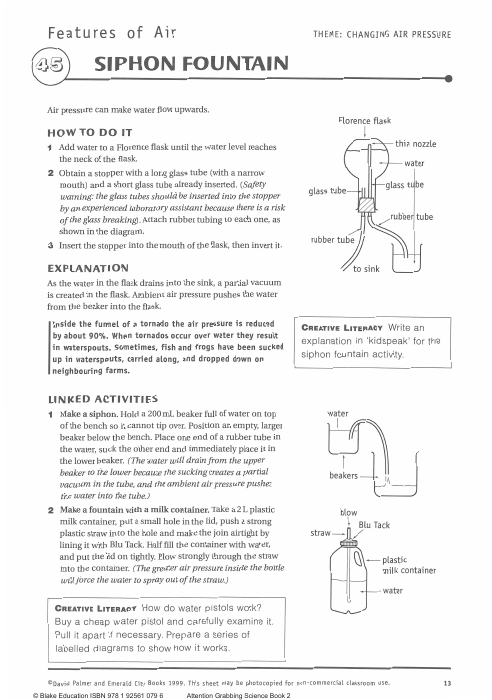 Features of Air
THEME: CHANGING AIR PRESSURE
45 SIPHON FOUNTAIN
Air pressure can make water flow upwards.
HOW TO DO IT
1 Add water to a Florence flask until the water level reaches
the neck of the flask.
2 Obtain a stopper with a long glass tube (with a narrow
mouth) and a short glass tube already inserted. (Safety
warning: the glass tubes should be inserted into the stopper
by an experienced laboratory assistant because there is a risk
of the glass breaking). Attach rubber tubing to each one, as
shown in the diagram.
3 Insert the stopper into the mouth of the flask, then invert it.
Florence flask
thin nozzle
water
glass tube
glass tube
rubber tube
rubber tube
to sink
EXPLANATION
As the water in the flask drains into the sink, a partial vacuum
is created in the flask. Ambient air pressure pushes the water
from the beaker into the flask.
Inside the funnel of a tornado the air pressure is reduced
by about 90%. When tornados occur over water they result
in waterspouts. Sometimes, fish and frogs have been sucked
up in waterspouts, carried along, and dropped down on
neighbouring farms.
CREATIVE LITERACY Write an
explanation in 'kidspeak' for the
siphon fountain activity.
LINKED ACTIVITIES
1 Make a siphon. Hold a 200 mL beaker full of water on top
of the bench so it cannot tip over. Position an empty, larger
beaker below the bench. Place one end of a rubber tube in
the water, suck the other end and immediately place it in
the lower beaker. (The water will drain from the upper
beaker to the lower because the sucking creates a partial
vacuum in the tube, and the ambient air pressure pushes
the water into the tube.)
2 Make a fountain with a milk container. Take a 2 L plastic
milk container, put a small hole in the lid, push a strong
plastic straw into the hole and make the join airtight by
lining it with Blu Tack. Half fill the container with water,
and put the lid on tightly. Blow strongly through the straw
into the container. (The greater air pressure inside the bottle
will force the water to spray out of the straw.)
water
beakers
blow
straw
Blu Tack
plastic
milk container
water
CREATIVE LITERACY How do water pistols work?
Buy a cheap water pistol and carefully examine it.
Pull it apart if necessary. Prepare a series of
labelled diagrams to show how it works.
©David Palmer and Emerald City Books 1999. This sheet may be photocopied for non-commercial classroom use.
13
© Blake Education ISBN 978 1 92561 079 6 Attention Grabbing Science Book 2